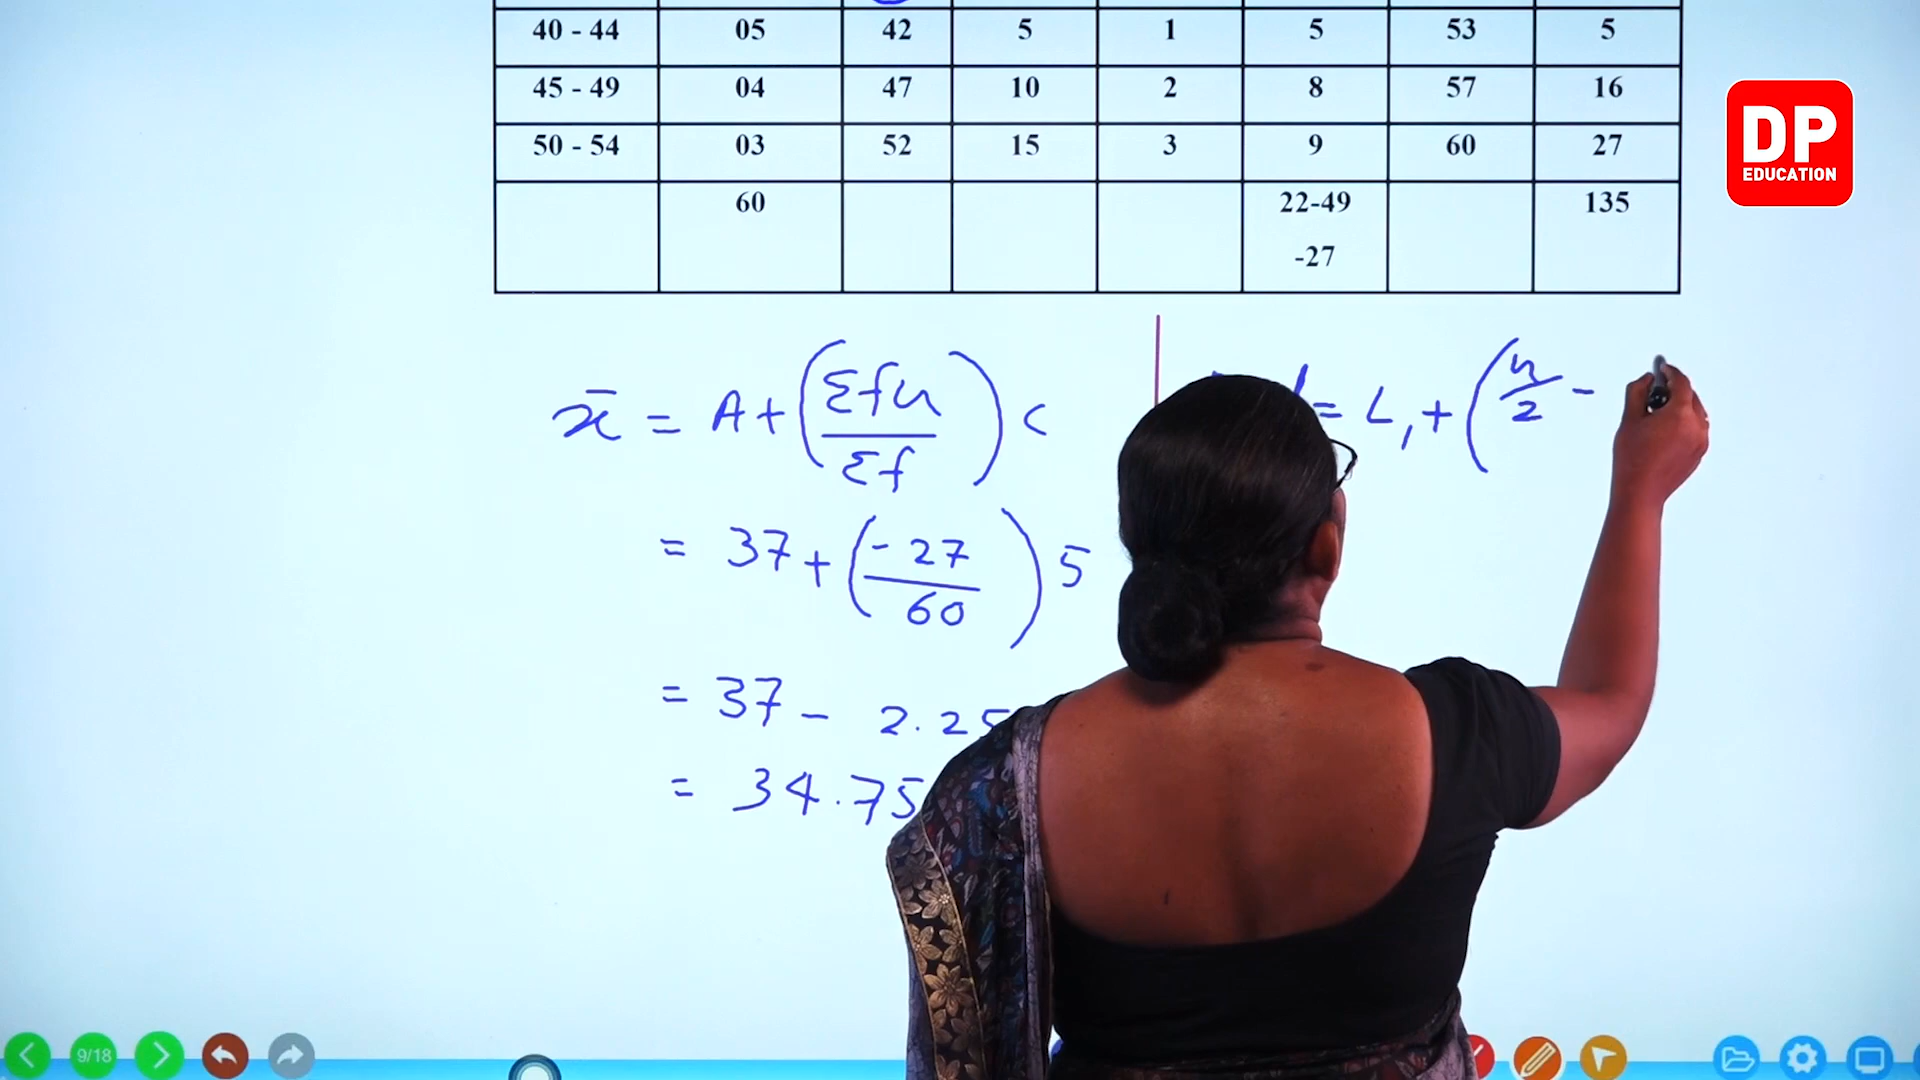 40 - 44 05 42 5 1 5 53 5
45 - 49 04 47 10 2 8 57 16
50 - 54 03 52 15 3 9 60 27
60 22-49 135
-27
DP
EDUCATION
x̄ = A + (Σfu / Σf) c
= L₁ + (n/2 -
= 37 + (-27 / 60) 5
= 37 - 2.25
= 34.75
9/18